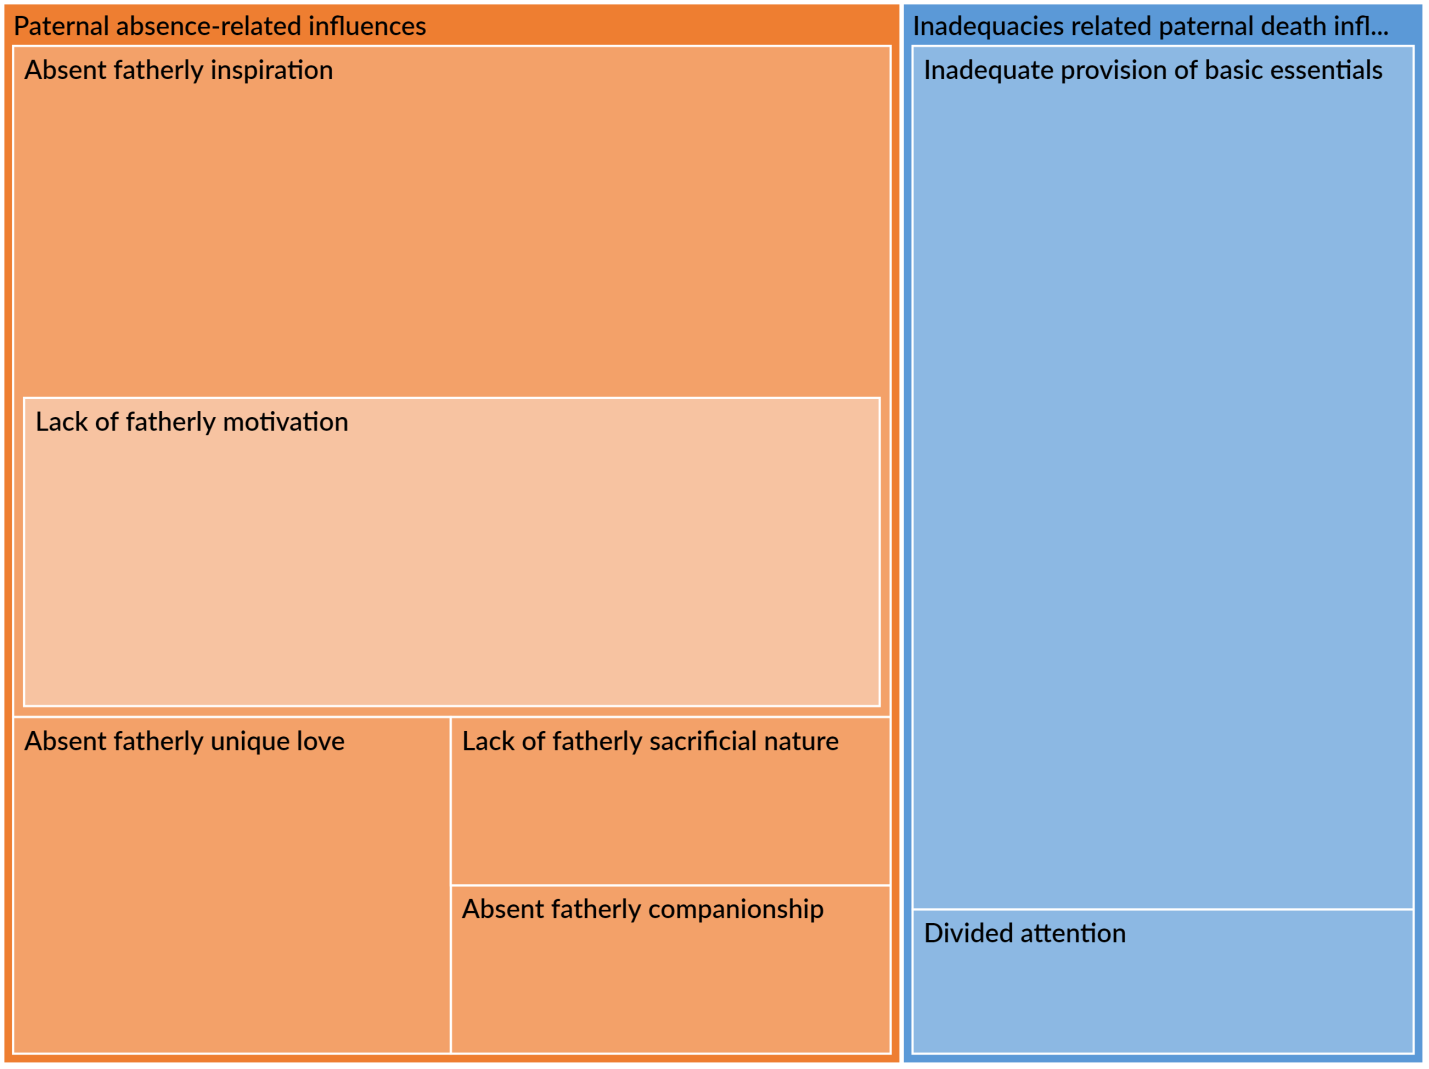 Paternal absence-related influences
Absent fatherly inspiration
Lack of fatherly motivation
Absent fatherly unique love
Lack of fatherly sacrificial nature
Absent fatherly companionship
Inadequacies related paternal death infl...
Inadequate provision of basic essentials
Divided attention